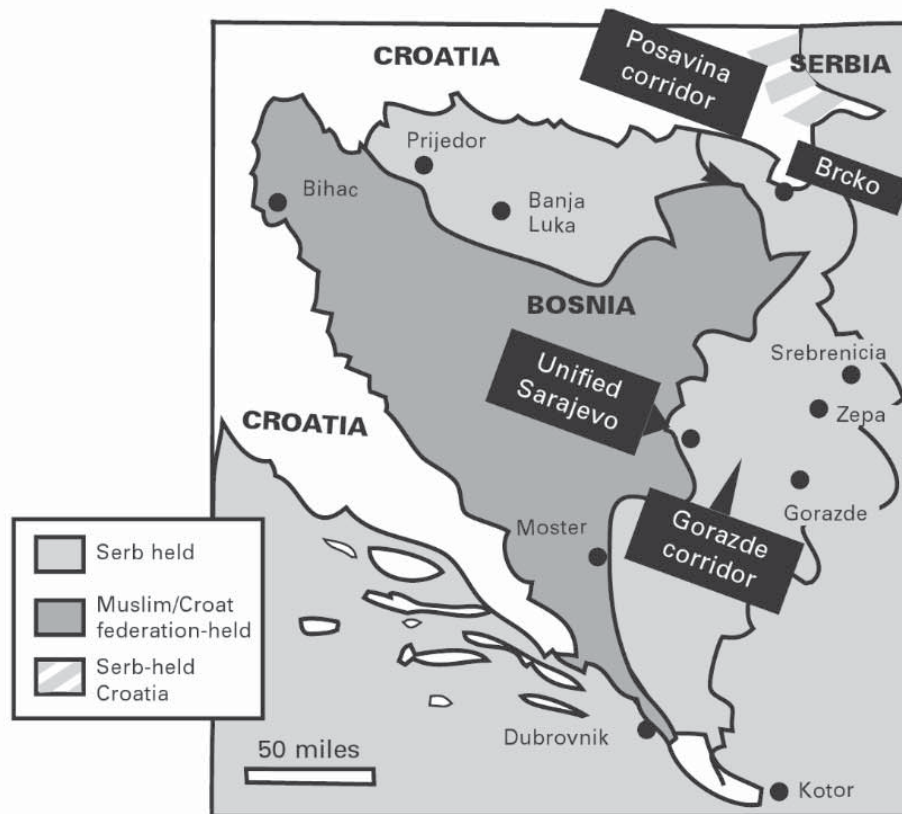 CROATIA
Posavina
corridor
SERBIA
Prijedor
Brcko
Bihac
Banja
Luka
BOSNIA
Unified
Sarajevo
Srebrenicia
Zepa
CROATIA
Gorazde
Gorazde
corridor
Moster
Serb held
Muslim/Croat
federation-held
Serb-held
Croatia
Dubrovnik
50 miles
Kotor